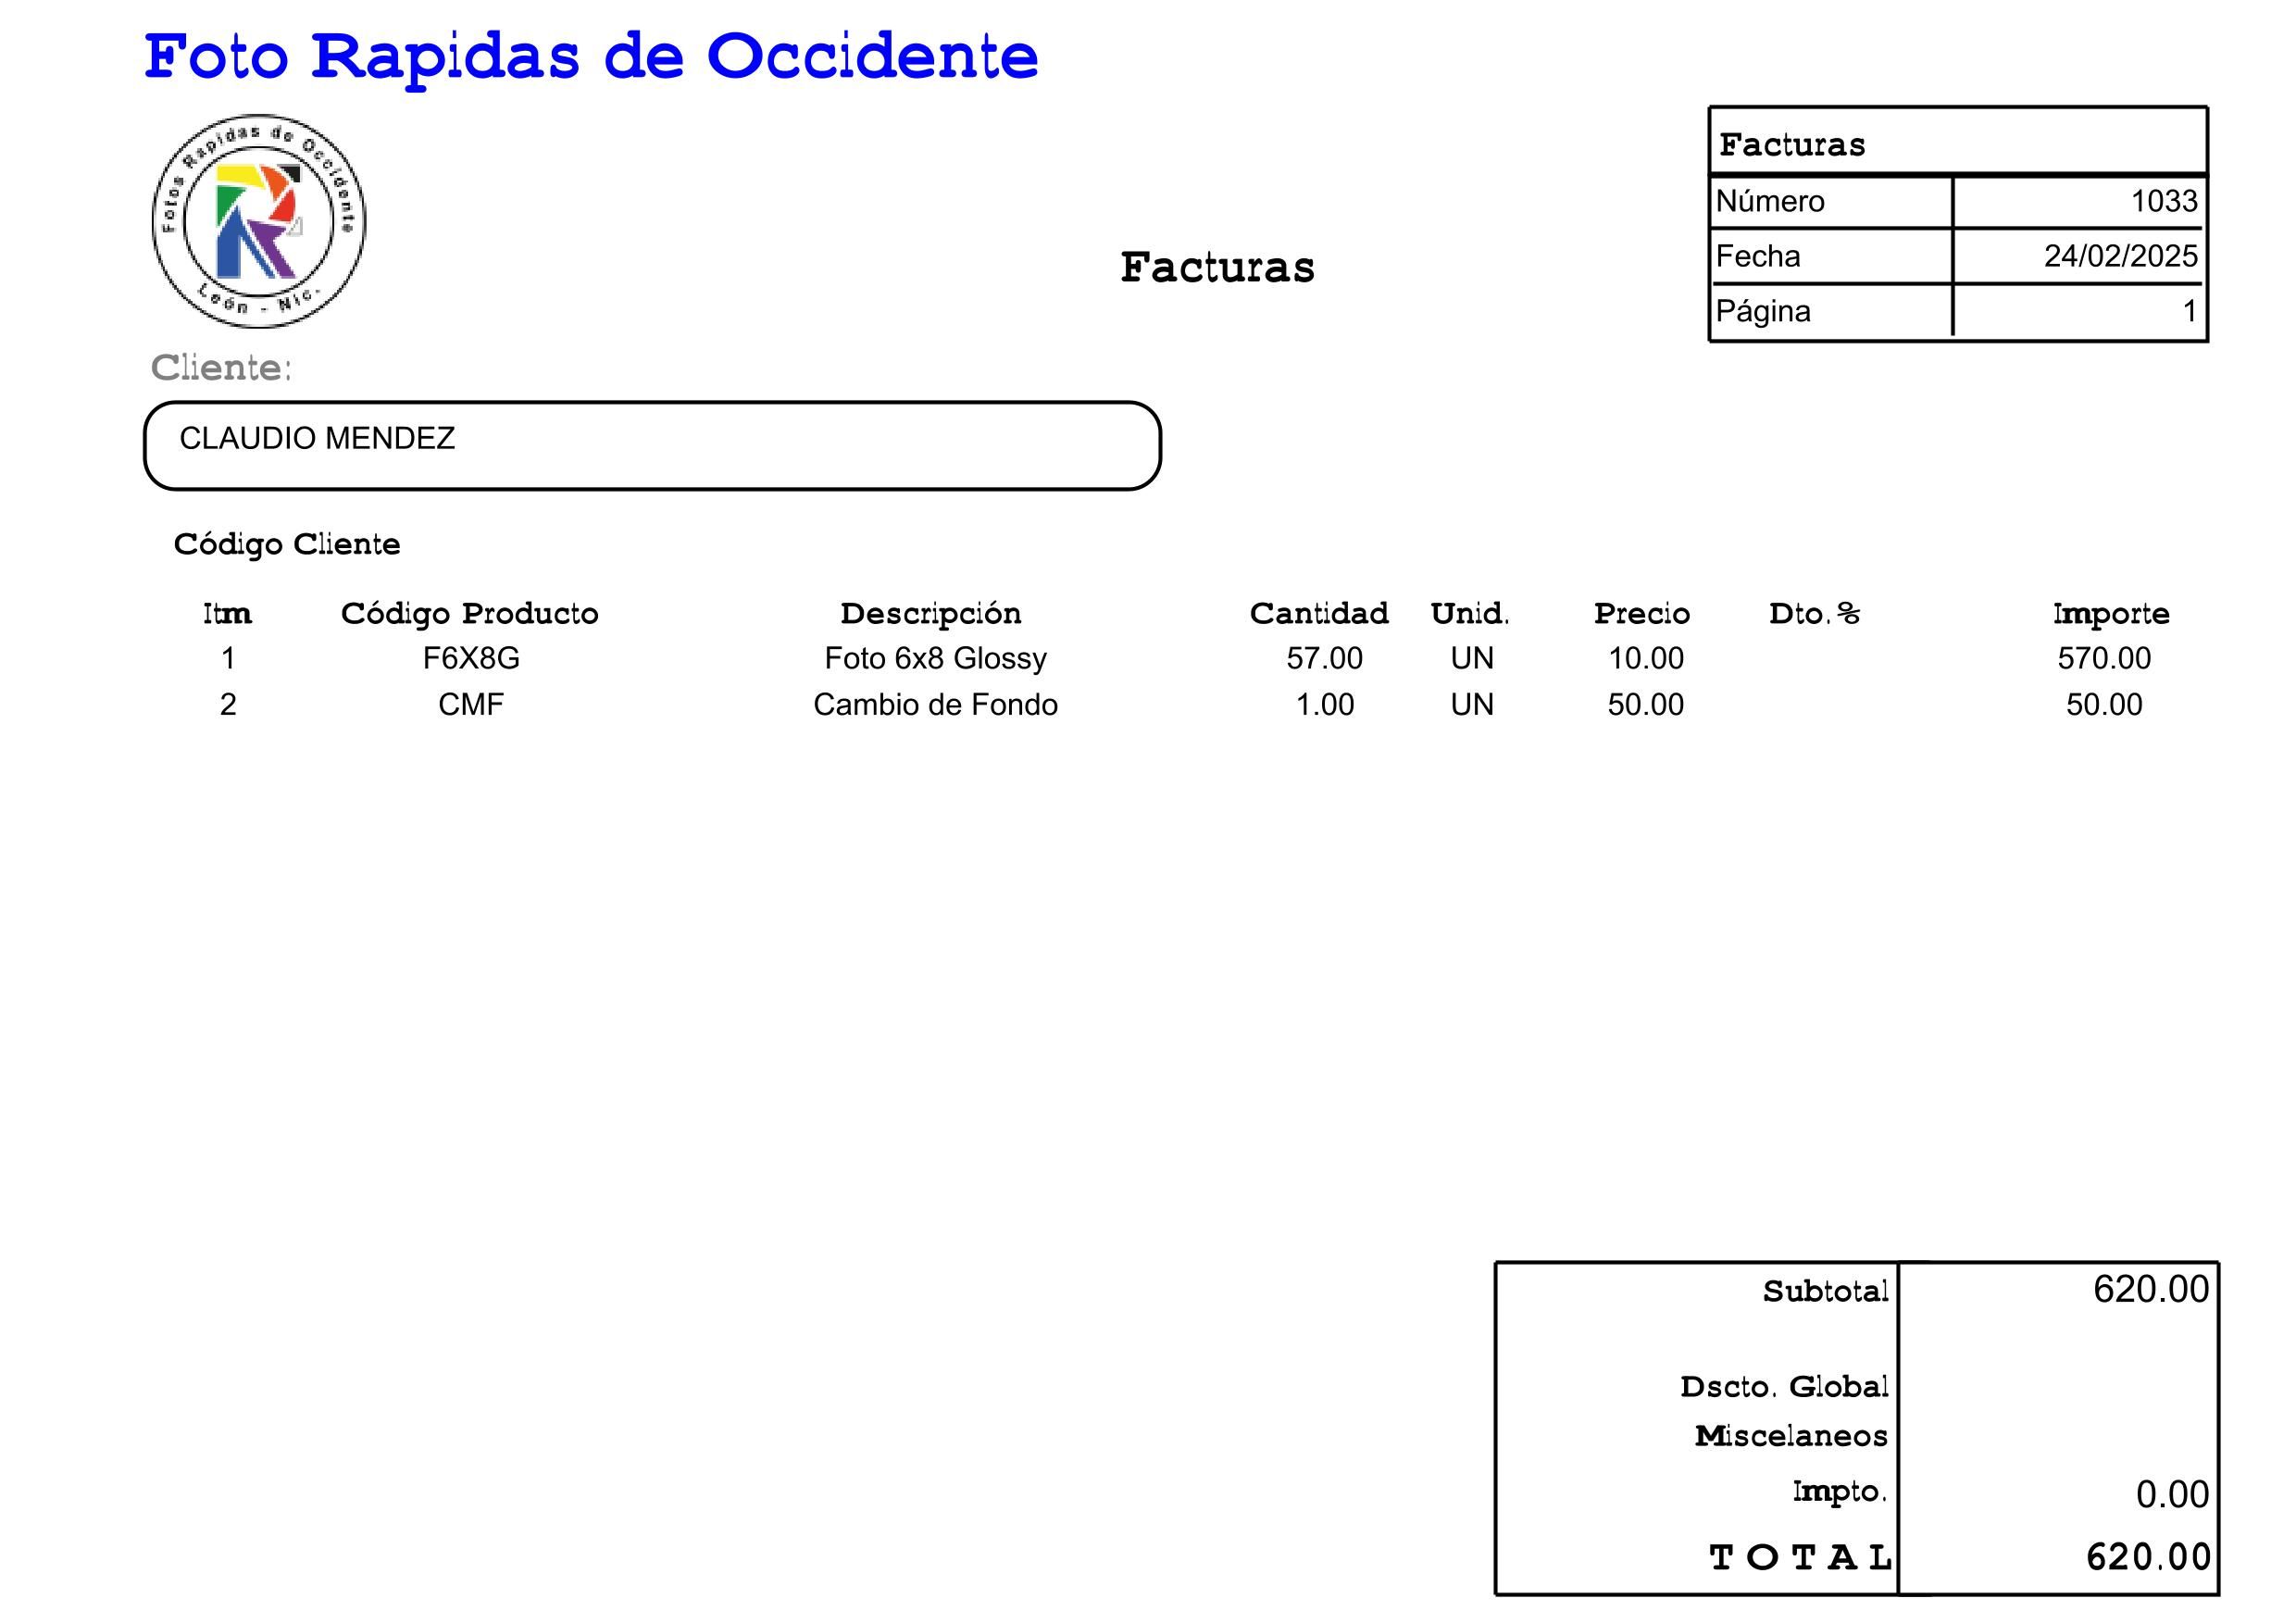 Foto Rapidas de Occidente
Fotos Rapidas de Occidente
León - Nic.
Facturas
Facturas
Número 1033
Fecha 24/02/2025
Página 1
Cliente:
CLAUDIO MENDEZ
Código Cliente
Itm Código Producto Descripción Cantidad Unid. Precio Dto.% Importe
1 F6X8G Foto 6x8 Glossy 57.00 UN 10.00 570.00
2 CMF Cambio de Fondo 1.00 UN 50.00 50.00
Subtotal 620.00
Dscto. Global
Miscelaneos
Impto. 0.00
TOTAL 620.00